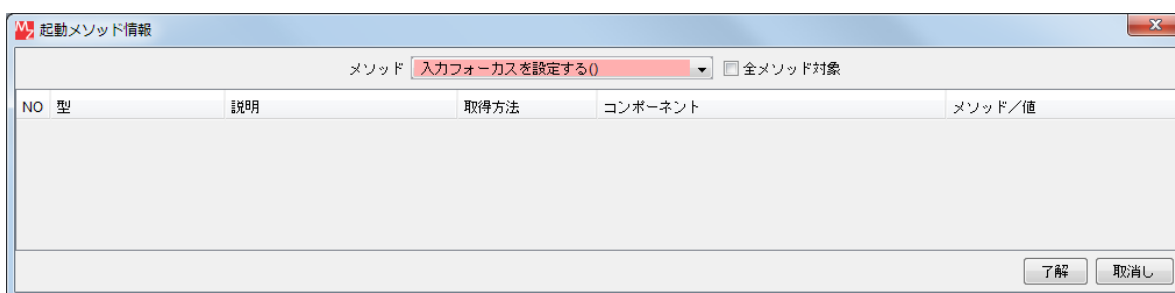 起動メソッド情報
メソッド 入力フォーカスを設定する() 全メソッド対象
NO 型 説明 取得方法 コンポーネント メソッド／値
了解 取消し